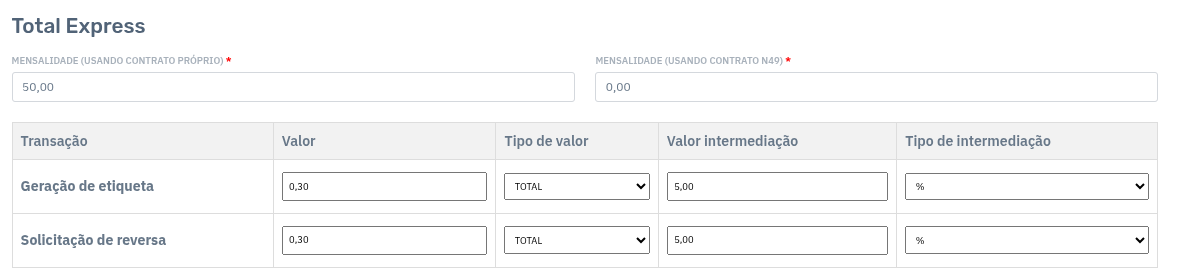 Total Express
MENSALIDADE (USANDO CONTRATO PRÓPRIO) * MENSALIDADE (USANDO CONTRATO N49) *
50,00 0,00
Transação Valor Tipo de valor Valor intermediação Tipo de intermediação
Geração de etiqueta 0,30 TOTAL 5,00 %
Solicitação de reversa 0,30 TOTAL 5,00 %